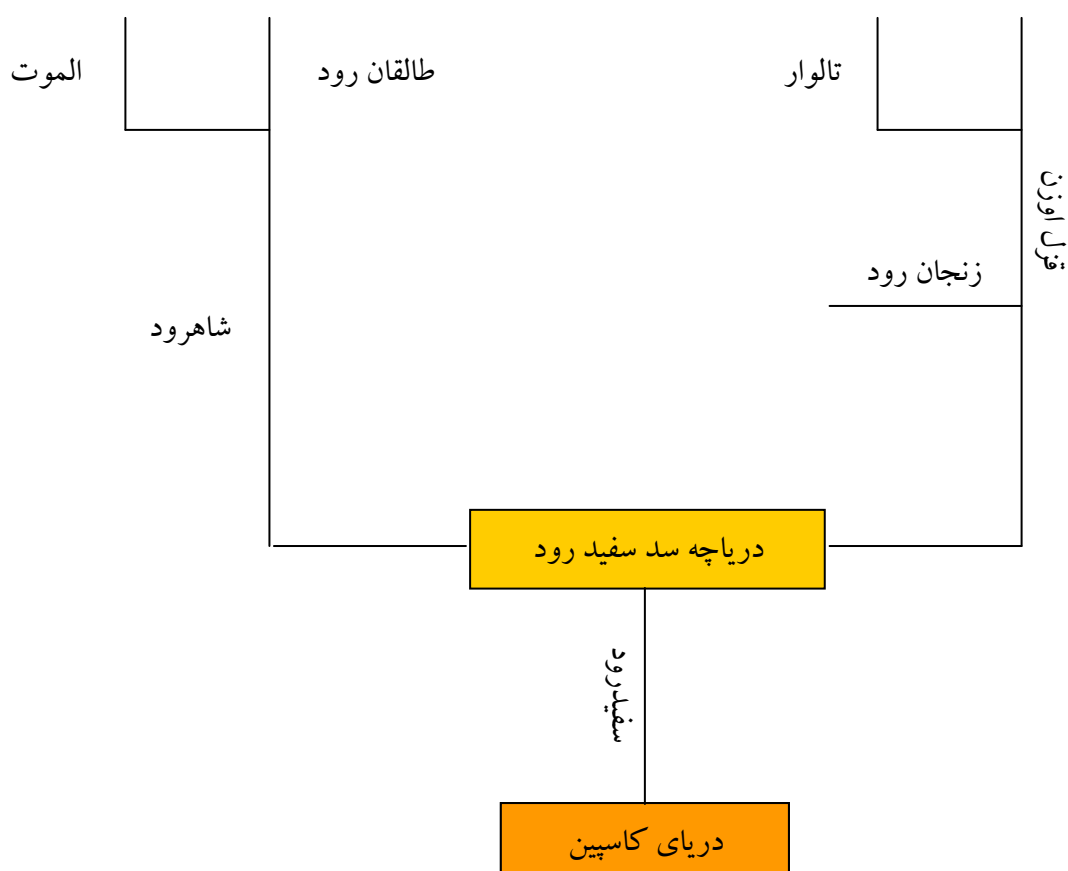 تالوار
طالقان رود
الموت
قزل اوزن
زنجان رود
شاهرود
دریاچه سد سفید رود
سفیدرود
دریای کاسپین